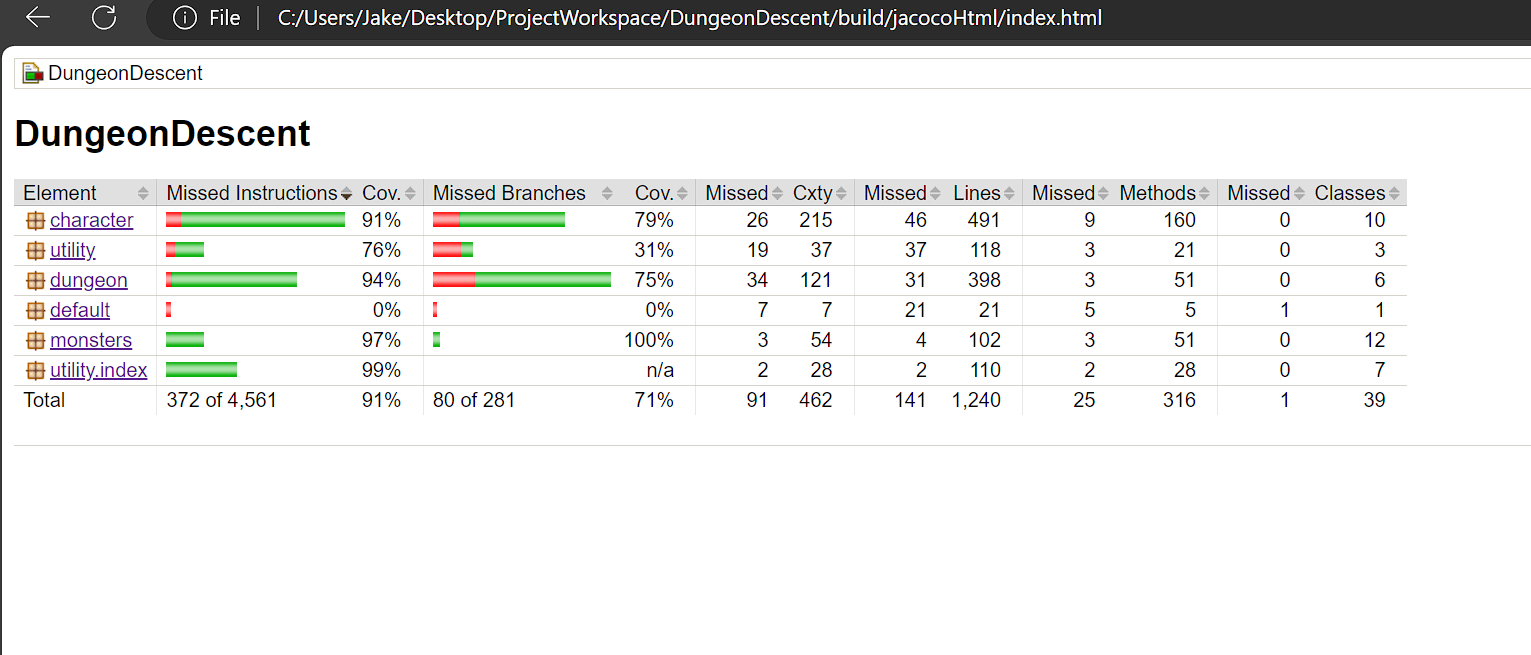 File C:/Users/Jake/Desktop/ProjectWorkspace/DungeonDescent/build/jacocoHtml/index.html
DungeonDescent
DungeonDescent
Element Missed Instructions Cov. Missed Branches Cov. Missed Cxty Missed Lines Missed Methods Missed Classes
character 91% 79% 26 215 46 491 9 160 0 10
utility 76% 31% 19 37 37 118 3 21 0 3
dungeon 94% 75% 34 121 31 398 3 51 0 6
default 0% 0% 7 7 21 21 5 5 1 1
monsters 97% 100% 3 54 4 102 3 51 0 12
utility.index 99% n/a 2 28 2 110 2 28 0 7
Total 372 of 4,561 91% 80 of 281 71% 91 462 141 1,240 25 316 1 39